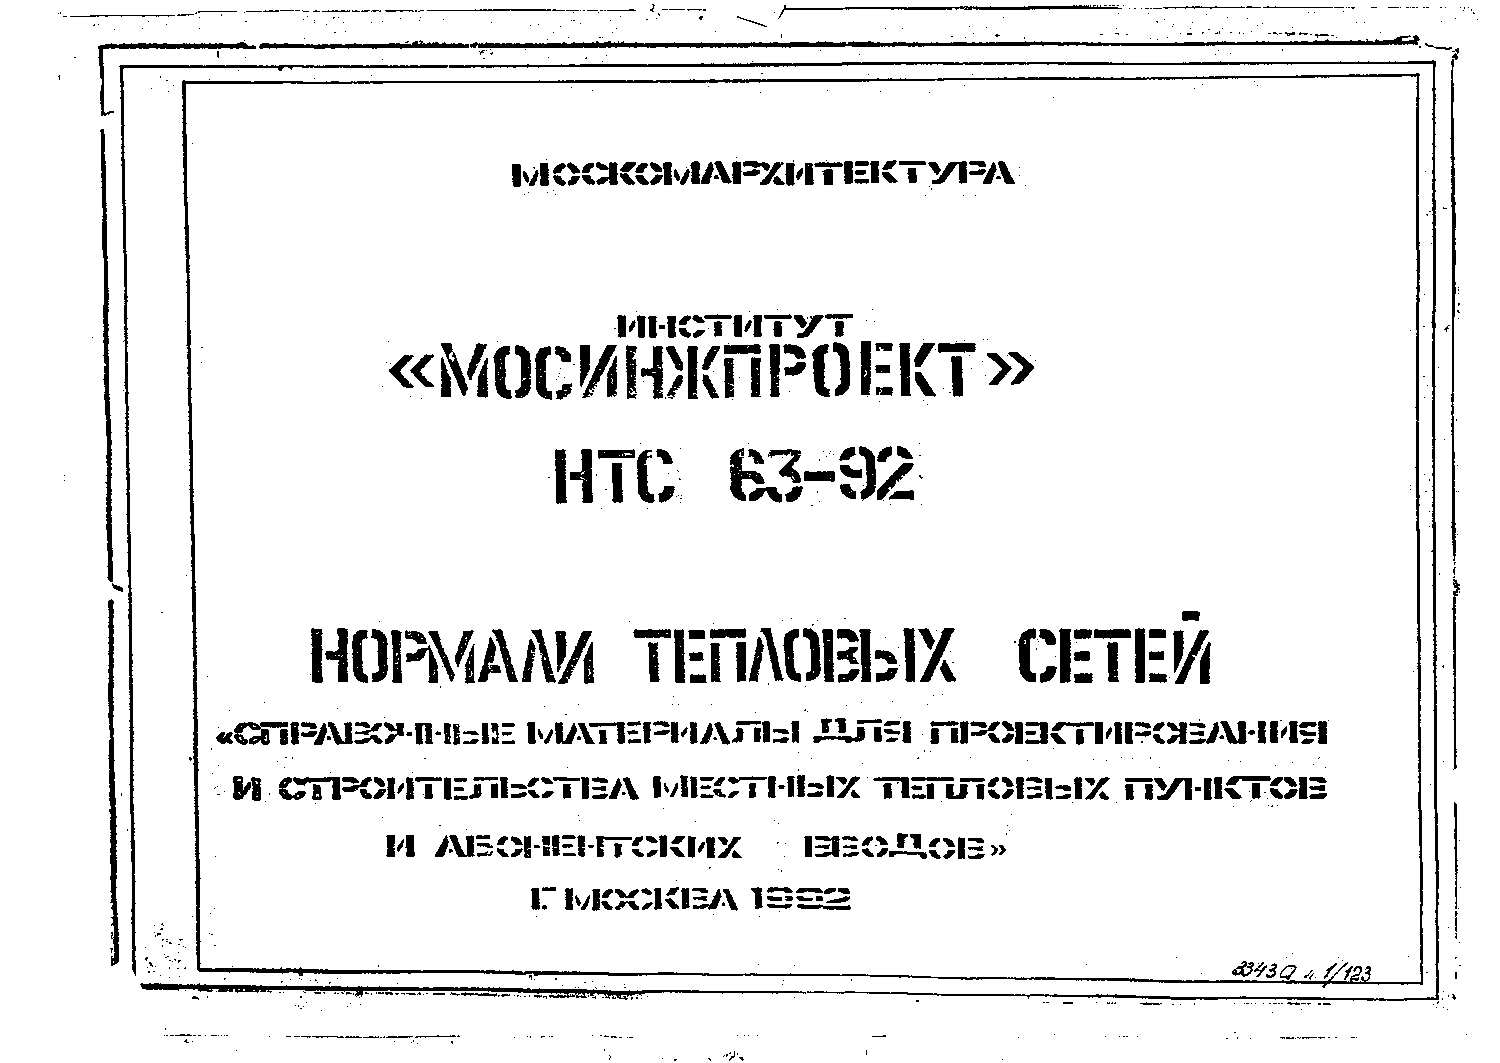 МОСКОМАРХИТЕКТУРА
ИНСТИТУТ
«МОСИНЖПРОЕКТ»
НТС 63-92
НОРМАЛИ ТЕПЛОВЫХ СЕТЕЙ
«СПРАВОЧНЫЕ МАТЕРИАЛЫ ДЛЯ ПРОЕКТИРОВАНИЯ
И СТРОИТЕЛЬСТВА МЕСТНЫХ ТЕПЛОВЫХ ПУНКТОВ
И АБОНЕНТСКИХ ВВОДОВ»
Г. МОСКВА 1992
1/123